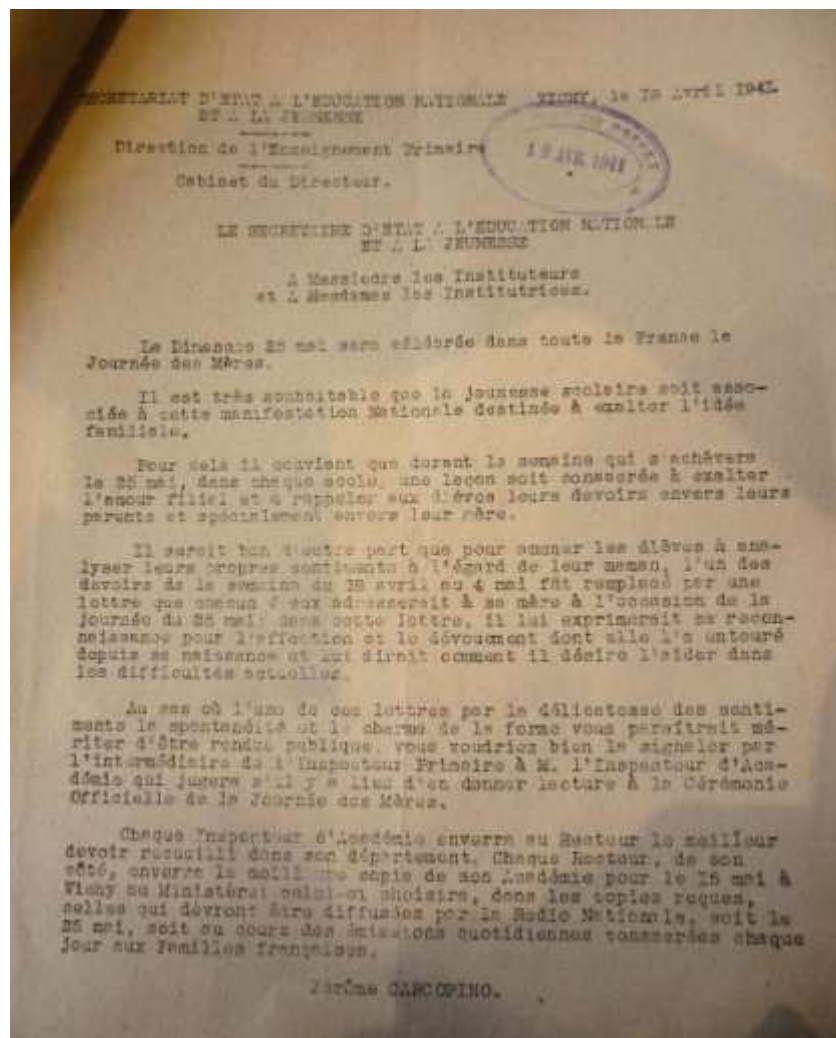 SECRETARIAT D'ETAT A L'EDUCATION NATIONALE VICHY, le 18 Avril 1941
ET A LA JEUNESSE
Direction de l'Enseignement Primaire
Cabinet du Directeur.
LE SECRETAIRE D'ETAT A L'EDUCATION NATIONALE
ET A LA JEUNESSE
A Messieurs les Instituteurs
et A Mesdames les Institutrices.
Le Dimanche 25 mai sera célébrée dans toute la France la
Journée des Mères.
Il est très souhaitable que la jeunesse scolaire soit asso-
ciée à cette manifestation Nationale destinée à exalter l'idée
familiale.
Pour cela il convient que durant la semaine qui s'achèvera
le 25 mai, dans chaque école, une leçon soit consacrée à exalter
l'amour filial et à rappeler aux élèves leurs devoirs envers leurs
parents et spécialement envers leur mère.
Il serait bon d'autre part que pour amener les élèves à ana-
lyser leurs propres sentiments à l'égard de leur maman, l'un des
devoirs de la semaine du 28 avril au 4 mai fût remplacé par une
lettre que chacun d'eux adresserait à sa mère à l'occasion de la
journée du 25 mai; dans cette lettre, il lui exprimerait sa recon-
naissance pour l'affection et le dévouement dont elle l'a entouré
depuis sa naissance et lui dirait comment il désire l'aider dans
les difficultés actuelles.
Au cas où l'une de ces lettres par la délicatesse des senti-
ments la spontanéité et le charme de la forme vous paraîtrait mé-
riter d'être rendue publique, vous voudriez bien la signaler par
l'intermédiaire de l'Inspecteur Primaire à M. l'Inspecteur d'Aca-
démie qui jugera s'il y a lieu d'en donner lecture à la Cérémonie
Officielle de la Journée des Mères.
Chaque Inspecteur d'Académie enverra au Recteur le meilleur
devoir recueilli dans son département. Chaque Recteur, de son
côté, enverra la meilleure copie de son Académie pour le 15 mai à
Vichy au Ministère; celui-ci choisira, dans les copies reçues,
celles qui devront être diffusées par la Radio Nationale, soit le
25 mai, soit au cours des émissions quotidiennes consacrées chaque
jour aux Familles françaises.
Jérôme CARCOPINO.